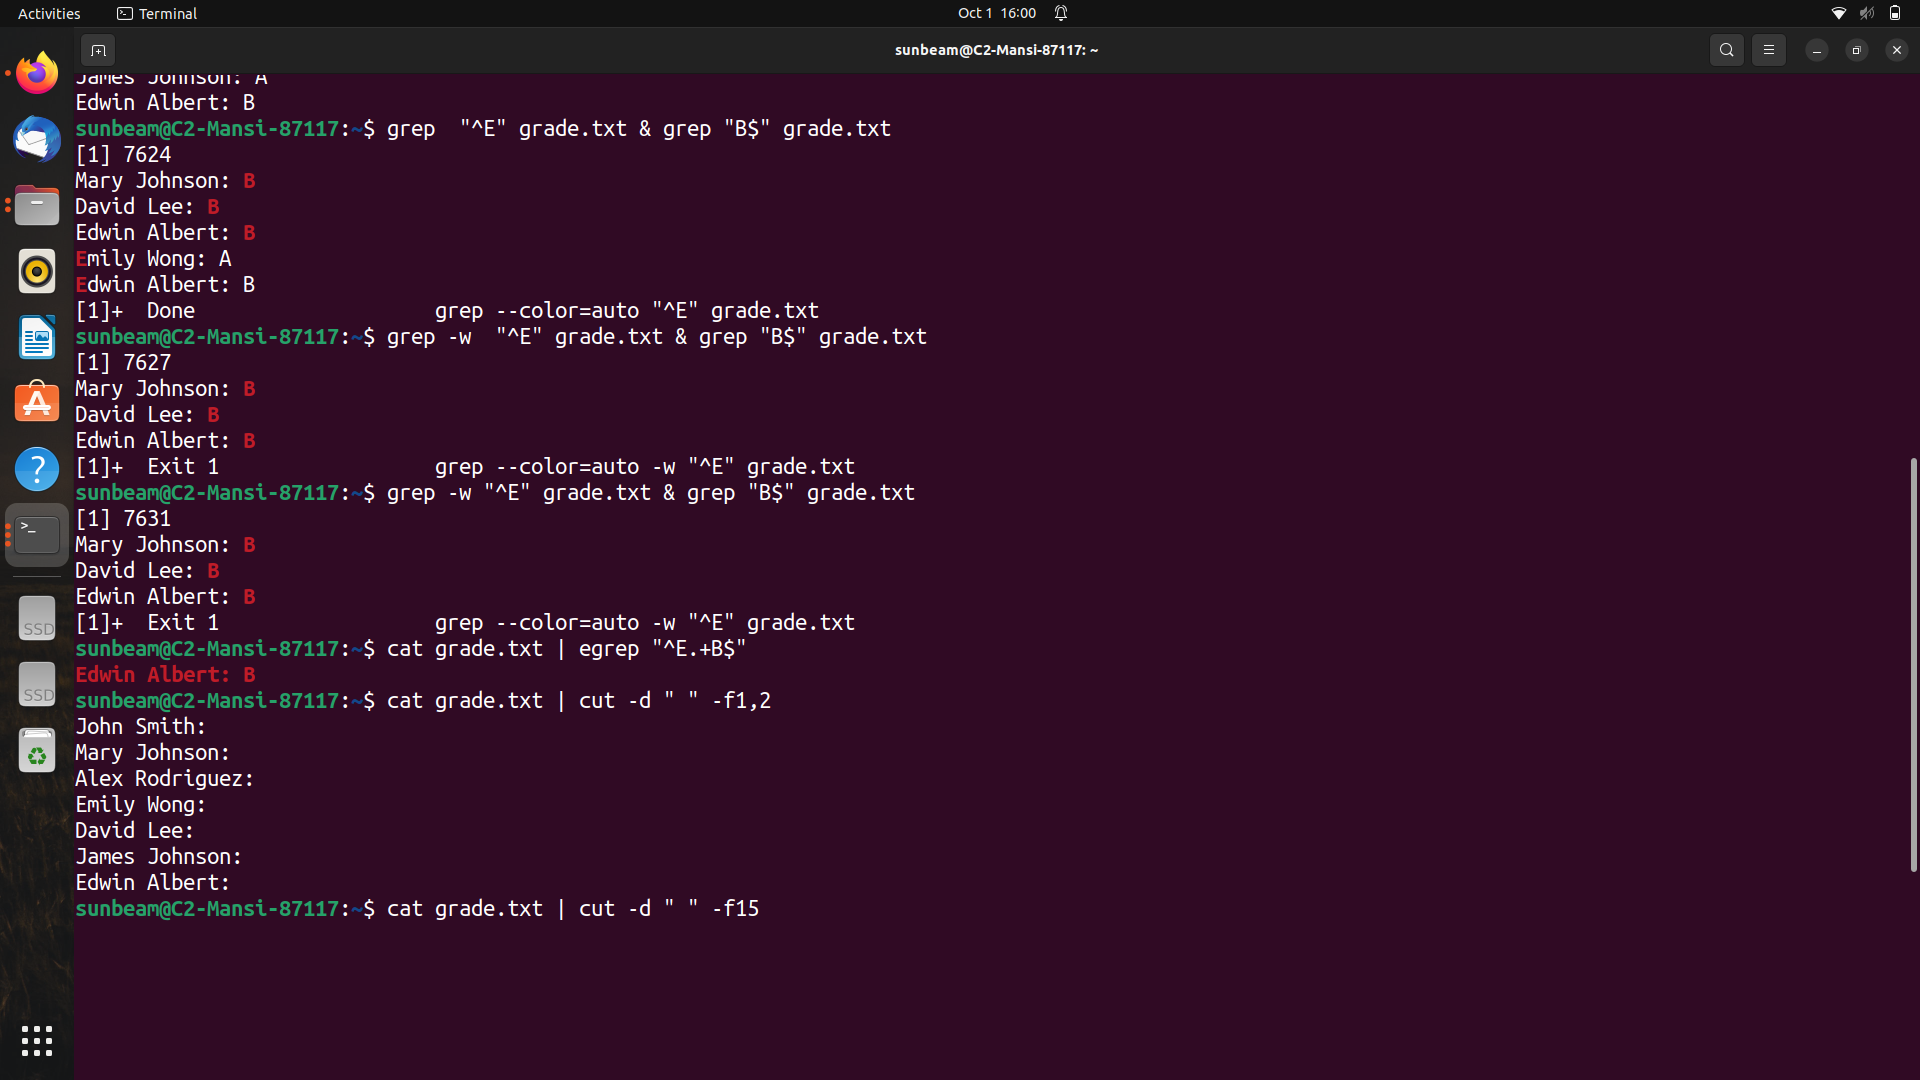 Activities
Terminal
Oct 1 16:00
sunbeam@C2-Mansi-87117: ~
James Johnson: A
Edwin Albert: B
sunbeam@C2-Mansi-87117:~$ grep  "^E" grade.txt & grep "B$" grade.txt
[1] 7624
Mary Johnson: B
David Lee: B
Edwin Albert: B
Emily Wong: A
Edwin Albert: B
[1]+  Done                    grep --color=auto "^E" grade.txt
sunbeam@C2-Mansi-87117:~$ grep -w  "^E" grade.txt & grep "B$" grade.txt
[1] 7627
Mary Johnson: B
David Lee: B
Edwin Albert: B
[1]+  Exit 1                  grep --color=auto -w "^E" grade.txt
sunbeam@C2-Mansi-87117:~$ grep -w "^E" grade.txt & grep "B$" grade.txt
[1] 7631
Mary Johnson: B
David Lee: B
Edwin Albert: B
[1]+  Exit 1                  grep --color=auto -w "^E" grade.txt
sunbeam@C2-Mansi-87117:~$ cat grade.txt | egrep "^E.+B$"
Edwin Albert: B
sunbeam@C2-Mansi-87117:~$ cat grade.txt | cut -d " " -f1,2
John Smith:
Mary Johnson:
Alex Rodriguez:
Emily Wong:
David Lee:
James Johnson:
Edwin Albert:
sunbeam@C2-Mansi-87117:~$ cat grade.txt | cut -d " " -f15
SSD
SSD